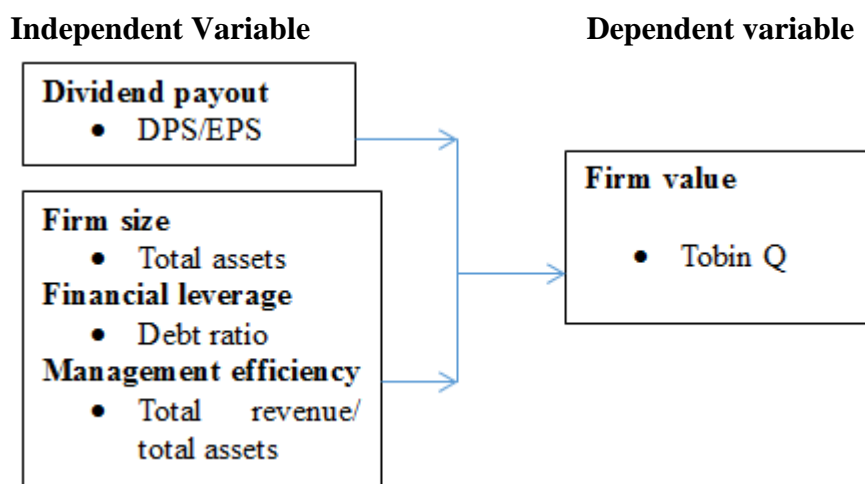 Independent Variable
Dependent variable
Dividend payout
• DPS/EPS
Firm size
• Total assets
Financial leverage
• Debt ratio
Management efficiency
• Total revenue/
total assets
Firm value
• Tobin Q